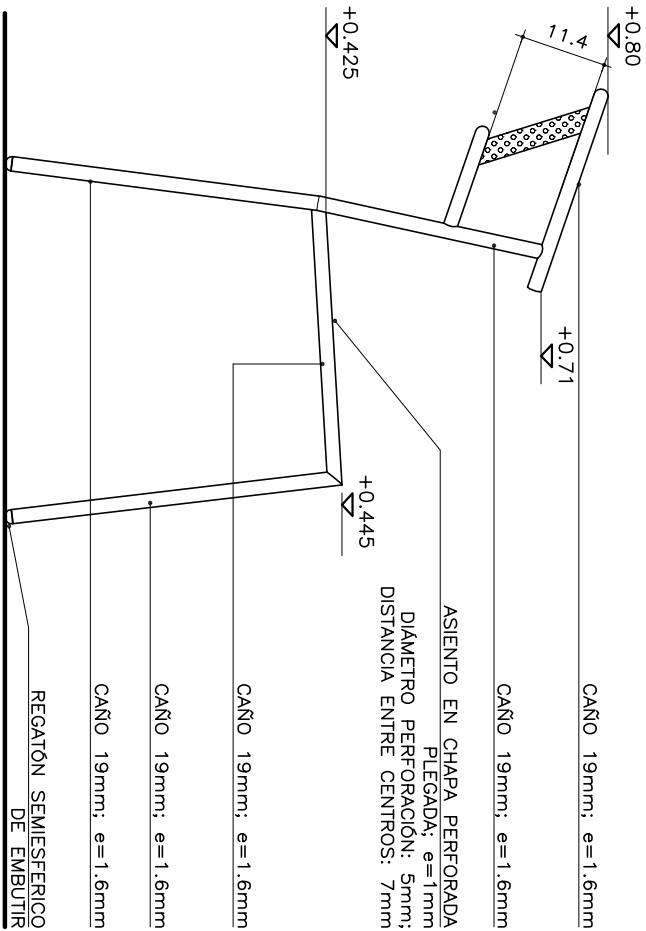 +0.80
11.4
+0.71
+0.425
+0.445
CAÑO 19mm; e=1.6mm
CAÑO 19mm; e=1.6mm
ASIENTO EN CHAPA PERFORADA
PLEGADA; e=1mm
DIÁMETRO PERFORACIÓN: 5mm;
DISTANCIA ENTRE CENTROS: 7mm
CAÑO 19mm; e=1.6mm
CAÑO 19mm; e=1.6mm
CAÑO 19mm; e=1.6mm
REGATÓN SEMIESFERICO
DE EMBUTIR